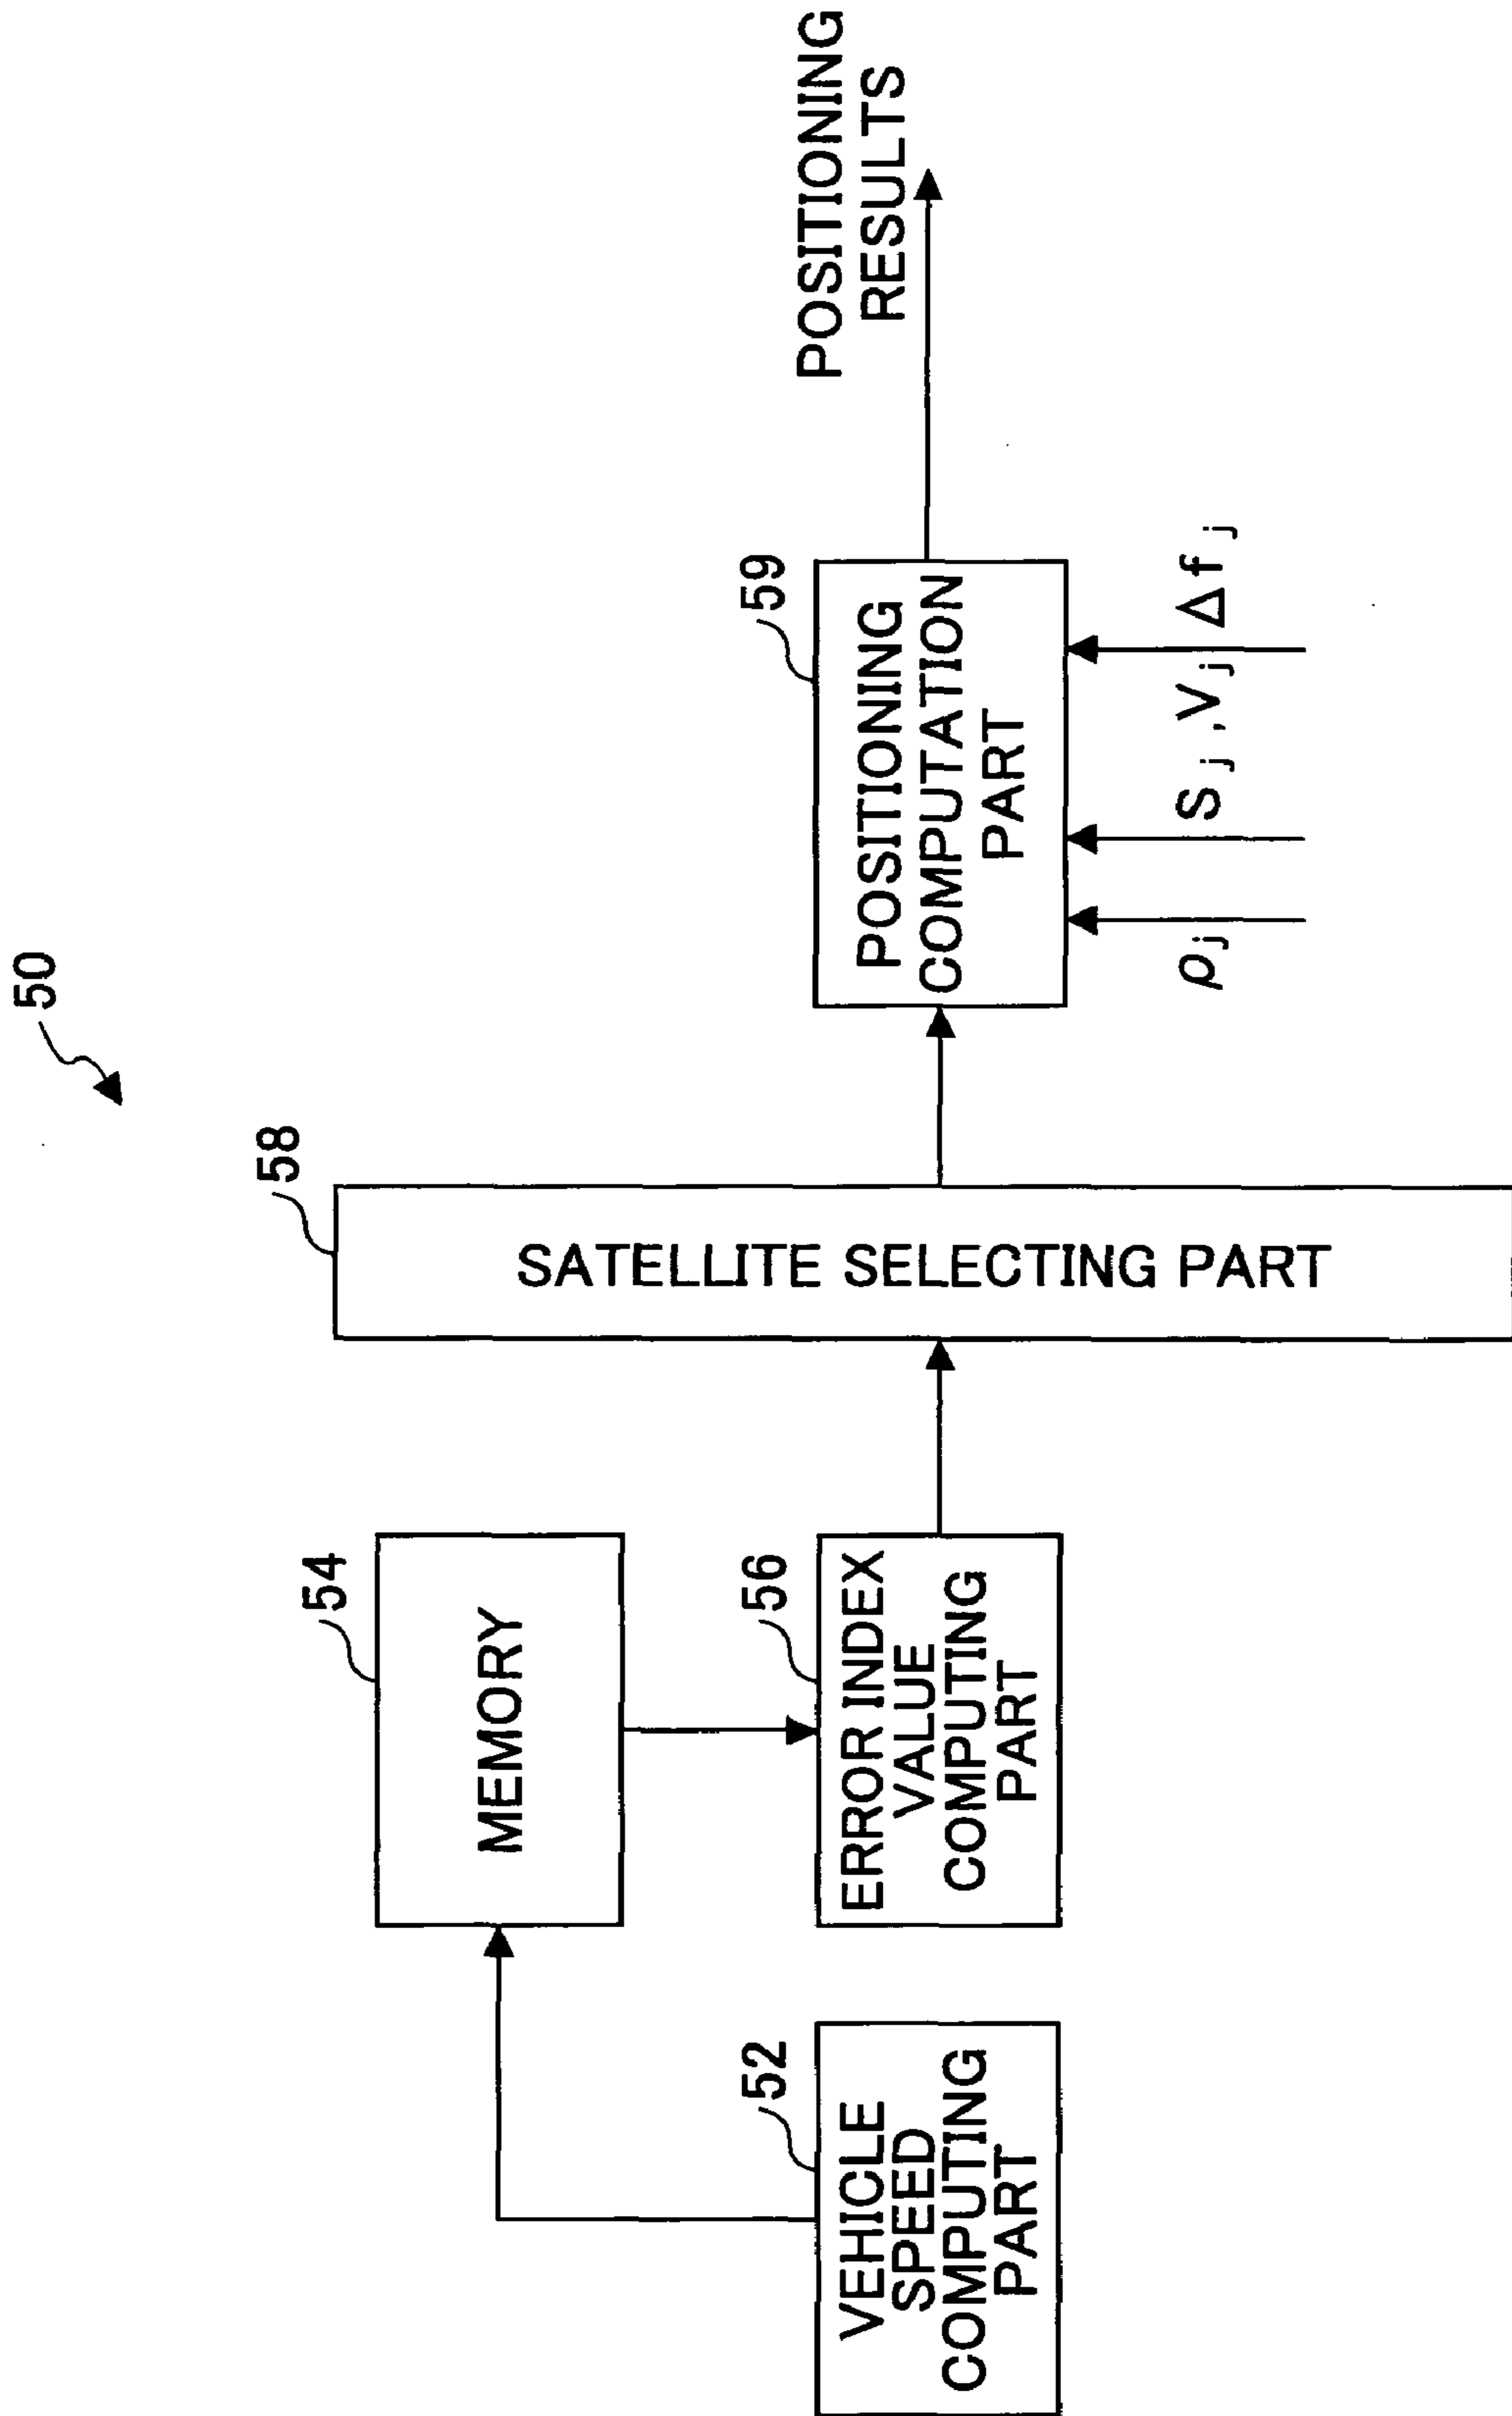 50
52
VEHICLE
SPEED
COMPUTING
PART
54
MEMORY
56
ERROR INDEX
VALUE
COMPUTING
PART
58
SATELLITE SELECTING PART
59
POSITIONING
COMPUTATION
PART
ρj
Sj ,Vj
Δfj
POSITIONING
RESULTS